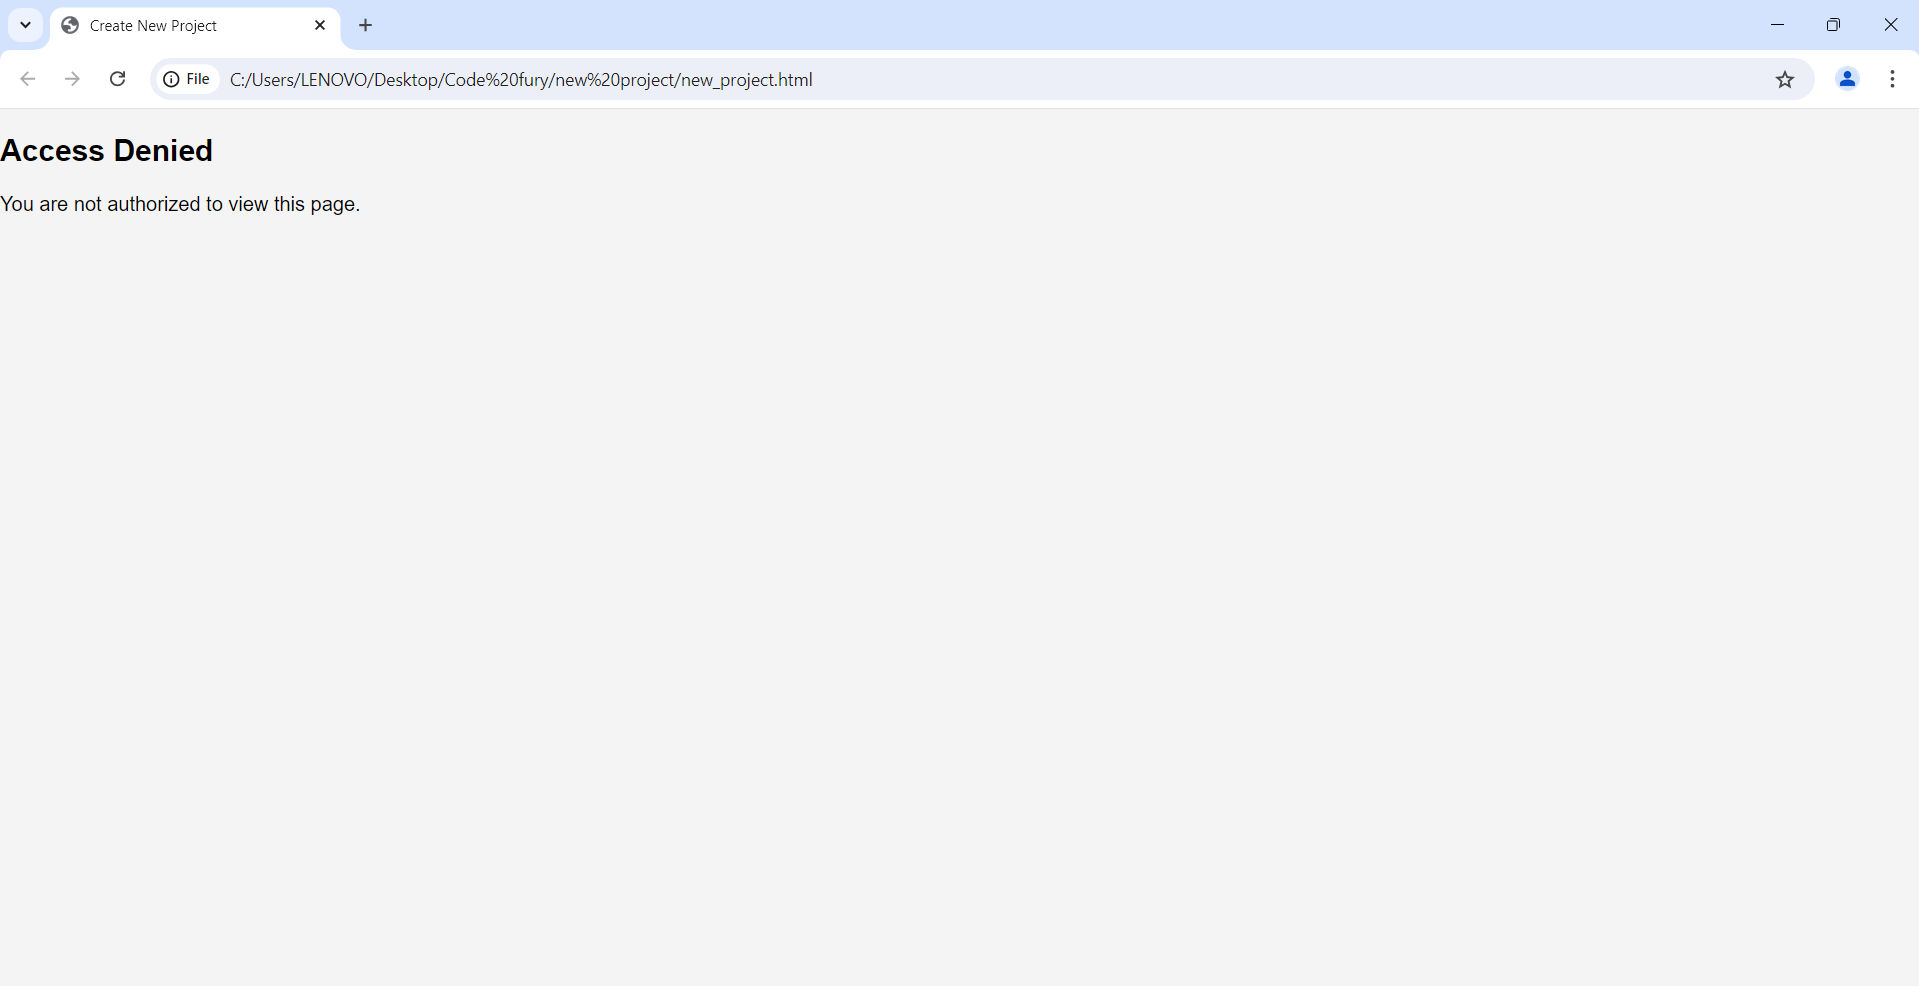 Create New Project
File
C:/Users/LENOVO/Desktop/Code%20fury/new%20project/new_project.html
Access Denied
You are not authorized to view this page.